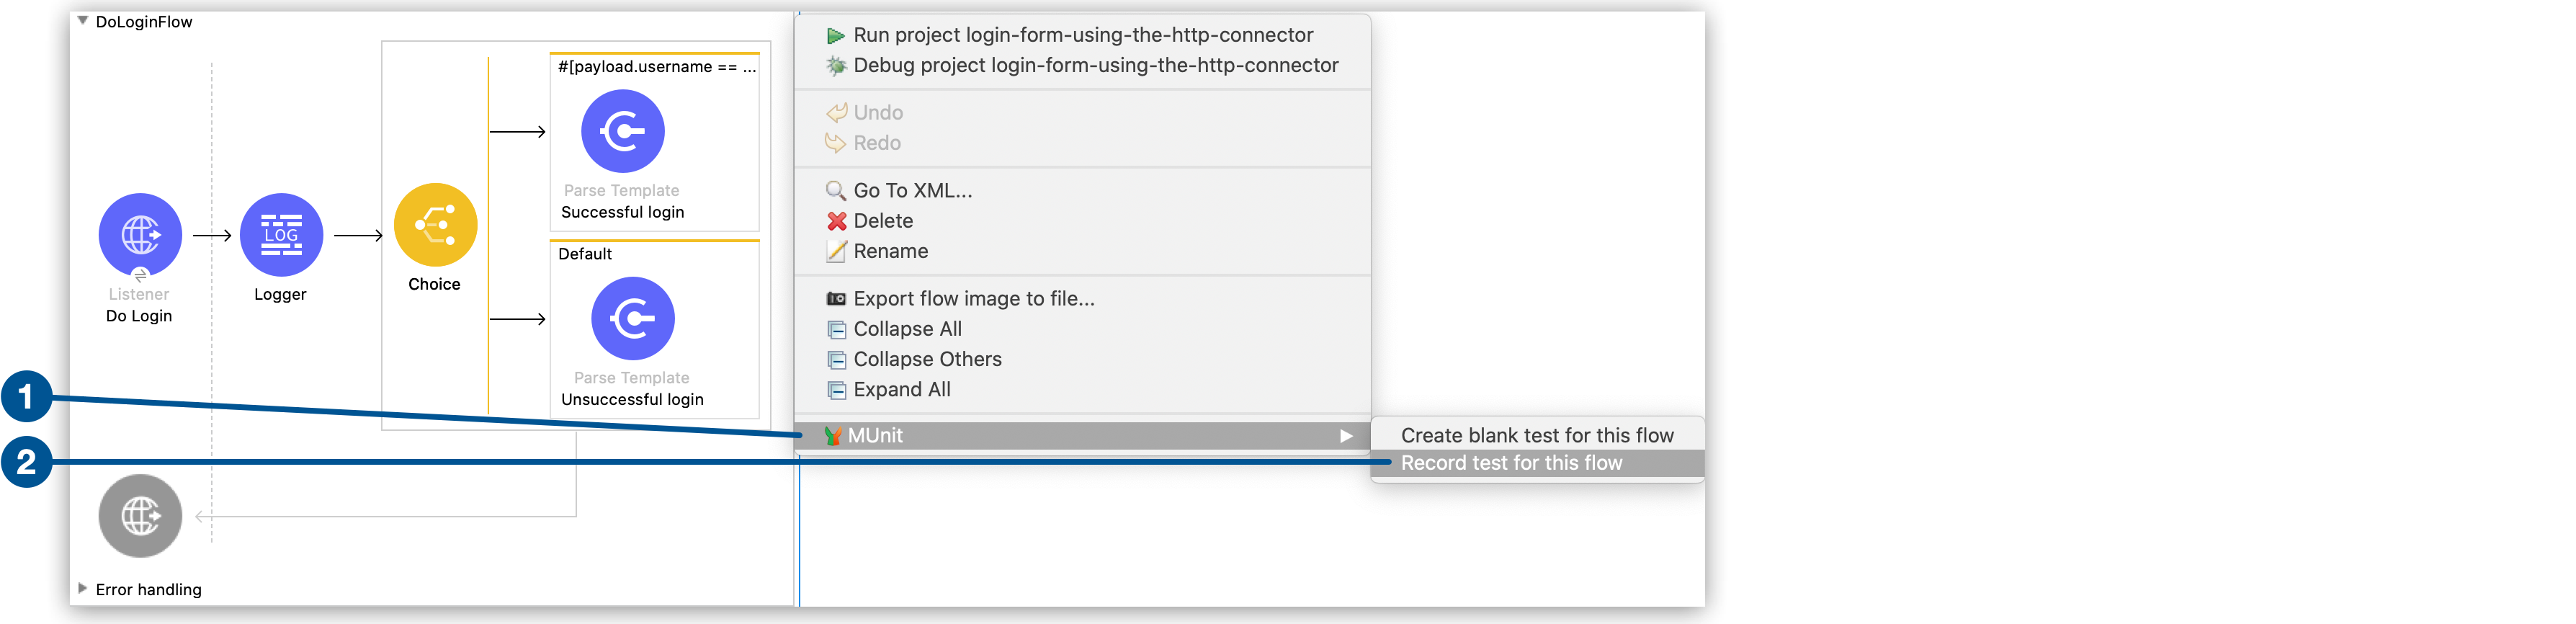 DoLoginFlow
#[payload.username == ...
Parse Template
Successful login
Default
LOG
Listener
Do Login
Logger
Choice
Parse Template
Unsuccessful login
Error handling
Run project login-form-using-the-http-connector
Debug project login-form-using-the-http-connector
Undo
Redo
Go To XML...
Delete
Rename
Export flow image to file...
Collapse All
Collapse Others
Expand All
1
MUnit
Create blank test for this flow
2
Record test for this flow